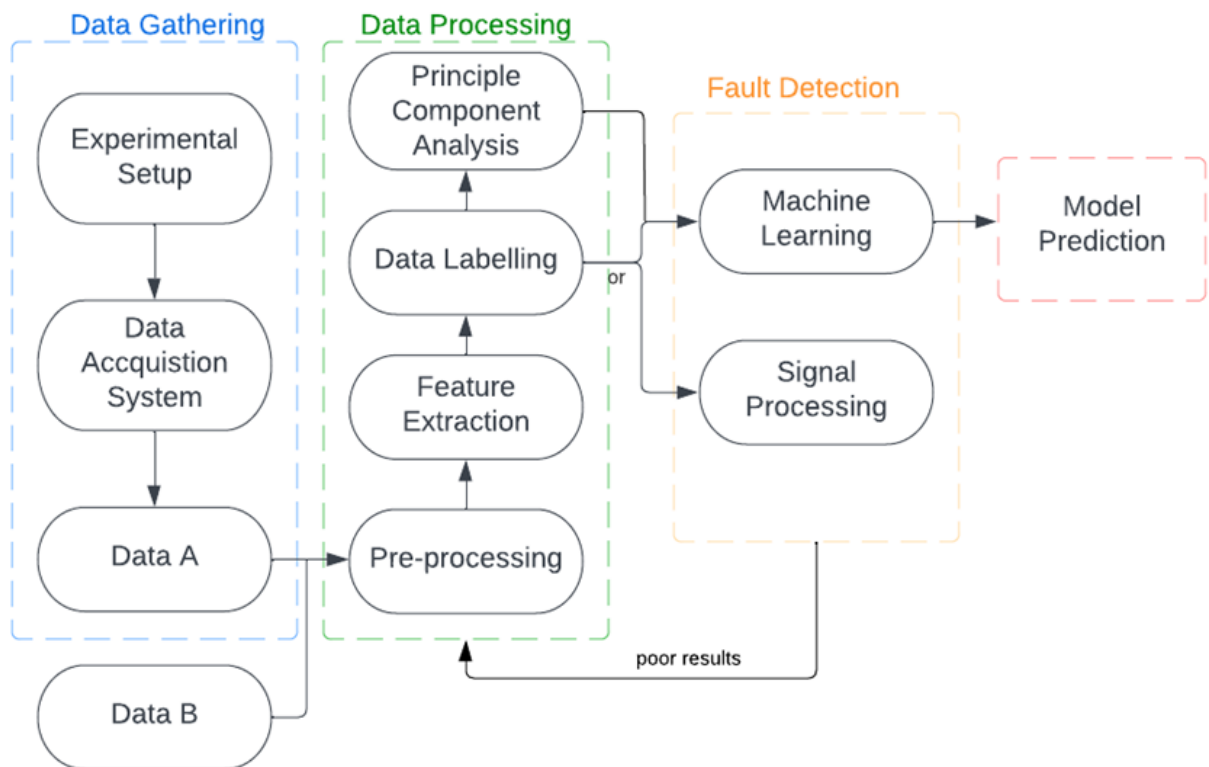 Data Gathering
Experimental
Setup
Data
Accquistion
System
Data A
Data B
Data Processing
Principle
Component
Analysis
Data Labelling
or
Feature
Extraction
Pre-processing
poor results
Fault Detection
Machine
Learning
Signal
Processing
Model
Prediction